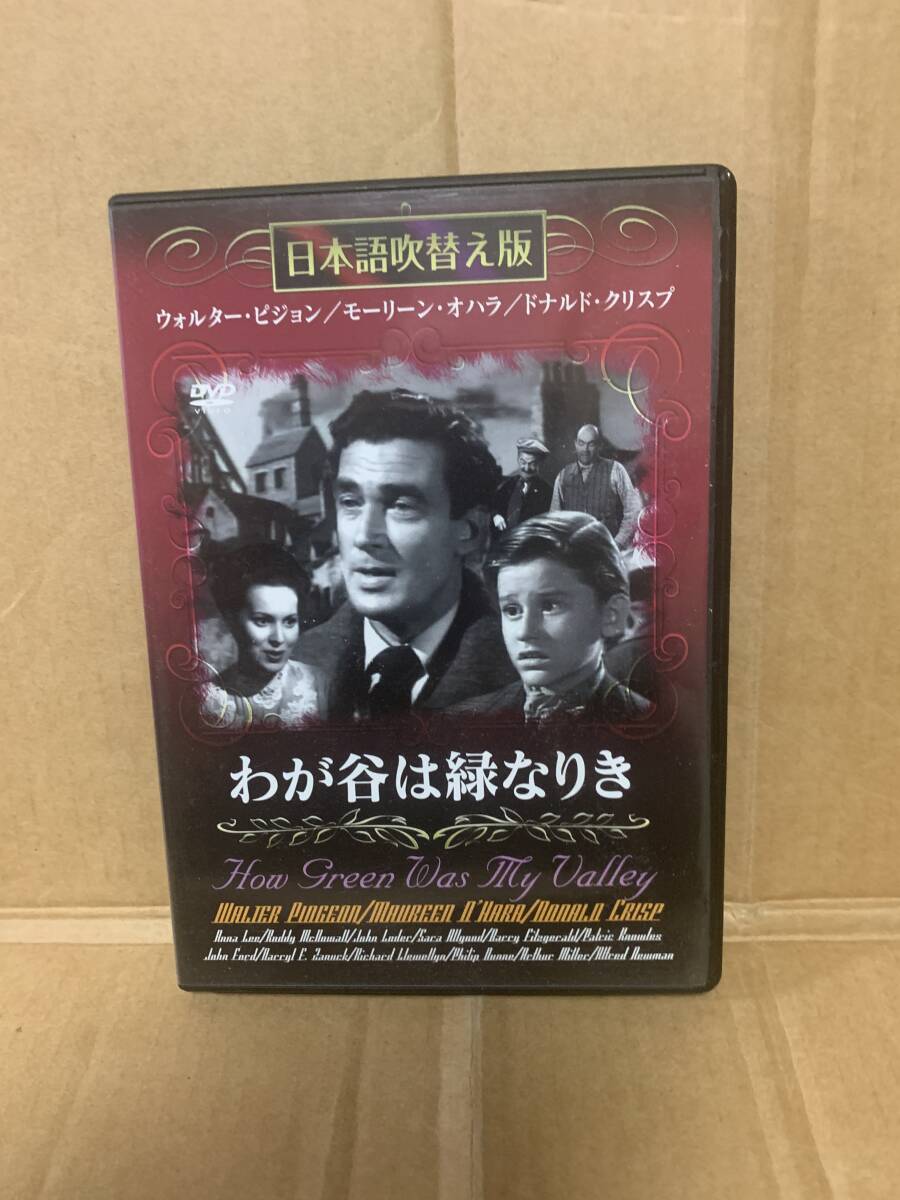 日本語吹替え版
ウォルター・ピジョン/モーリーン・オハラ/ドナルド・クリスプ
DVD
VIDEO
わが谷は緑なりき
How Green Was My Valley
WALTER PINGEON/MAUREEN O'HARA/DONALD CRISP
Anna Lee/Roddy McDowall/John Loder/Sara Allgood/Barry Fitzgerald/Patric Knowles
John Ford/Darryl F. Zanuck/Richard Llewellyn/Philip Dunne/Arthur Miller/Alfred Newman